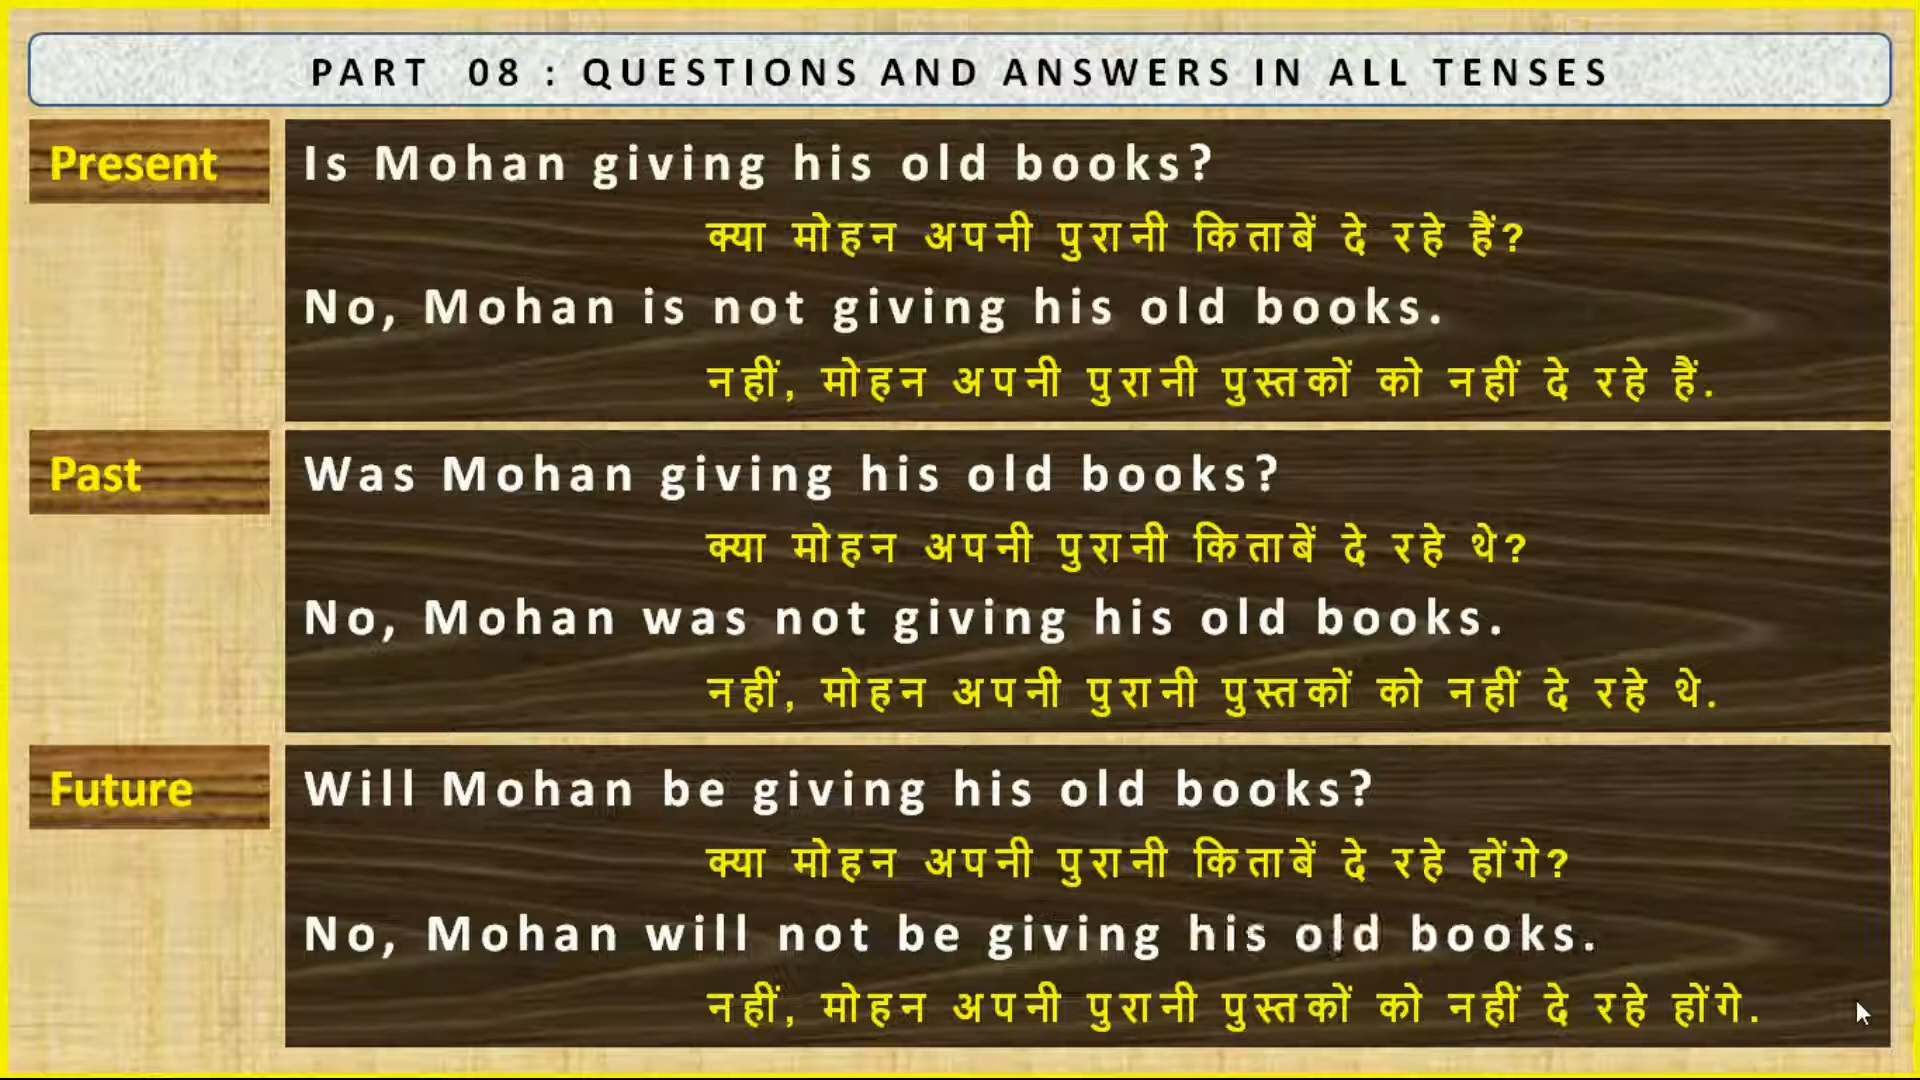 PART 08 : QUESTIONS AND ANSWERS IN ALL TENSES
Present
Is Mohan giving his old books?
क्या मोहन अपनी पुरानी किताबें दे रहे हैं?
No, Mohan is not giving his old books.
नहीं, मोहन अपनी पुरानी पुस्तकों को नहीं दे रहे हैं.
Past
Was Mohan giving his old books?
क्या मोहन अपनी पुरानी किताबें दे रहे थे?
No, Mohan was not giving his old books.
नहीं, मोहन अपनी पुरानी पुस्तकों को नहीं दे रहे थे.
Future
Will Mohan be giving his old books?
क्या मोहन अपनी पुरानी किताबें दे रहे होंगे?
No, Mohan will not be giving his old books.
नहीं, मोहन अपनी पुरानी पुस्तकों को नहीं दे रहे होंगे.